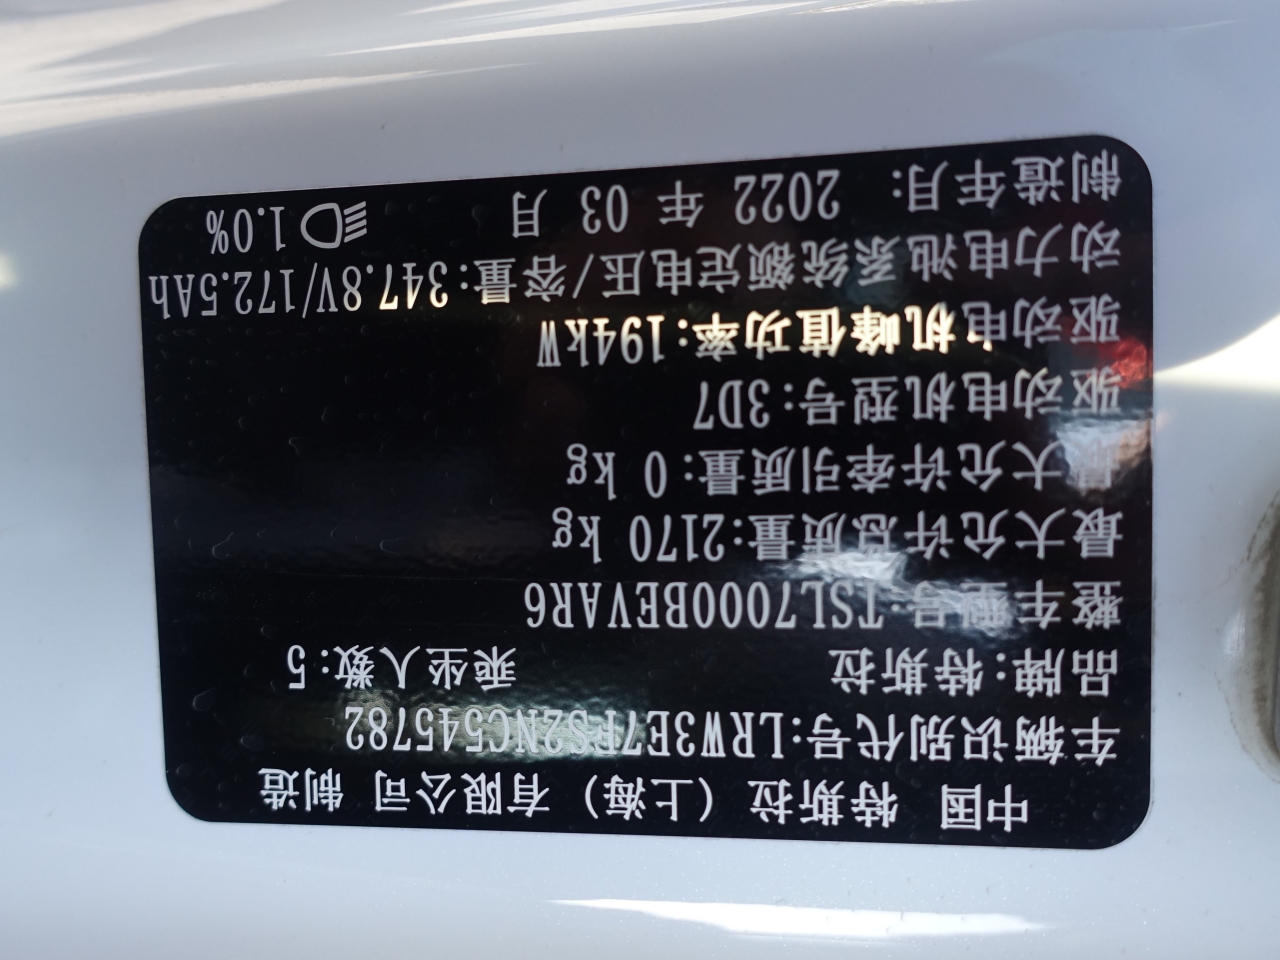 中国 特斯拉（上海）有限公司 制造
车辆识别代号:LRW3E7FS2NC545782
品牌:特斯拉 乘坐人数:5
整车型号:TSL7000BEVAR6
最大允许总质量:2170 kg
最大允许牵引质量:0 kg
驱动电机型号:3D7
驱动电机峰值功率:194kW
动力电池系统额定电压/容量:347.8V/172.5Ah
制造年月: 2022 年 03 月 1.0%